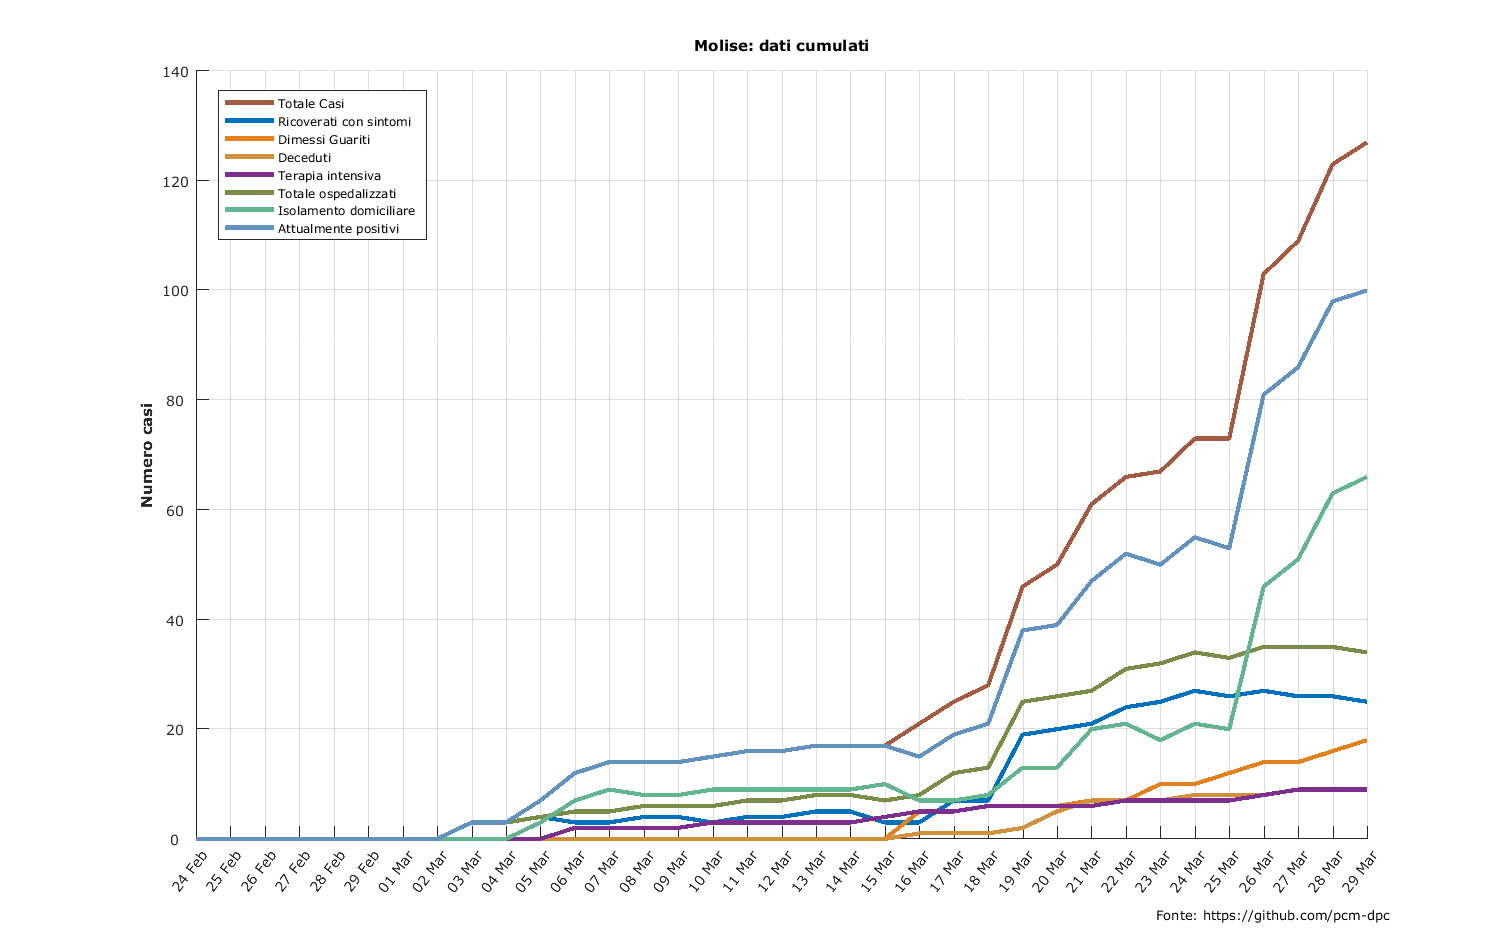 Molise: dati cumulati
140
120
100
80
60
40
20
0
Numero casi
Totale Casi
Ricoverati con sintomi
Dimessi Guariti
Deceduti
Terapia intensiva
Totale ospedalizzati
Isolamento domiciliare
Attualmente positivi
24 Feb
25 Feb
26 Feb
27 Feb
28 Feb
29 Feb
01 Mar
02 Mar
03 Mar
04 Mar
05 Mar
06 Mar
07 Mar
08 Mar
09 Mar
10 Mar
11 Mar
12 Mar
13 Mar
14 Mar
15 Mar
16 Mar
17 Mar
18 Mar
19 Mar
20 Mar
21 Mar
22 Mar
23 Mar
24 Mar
25 Mar
26 Mar
27 Mar
28 Mar
29 Mar
Fonte: https://github.com/pcm-dpc